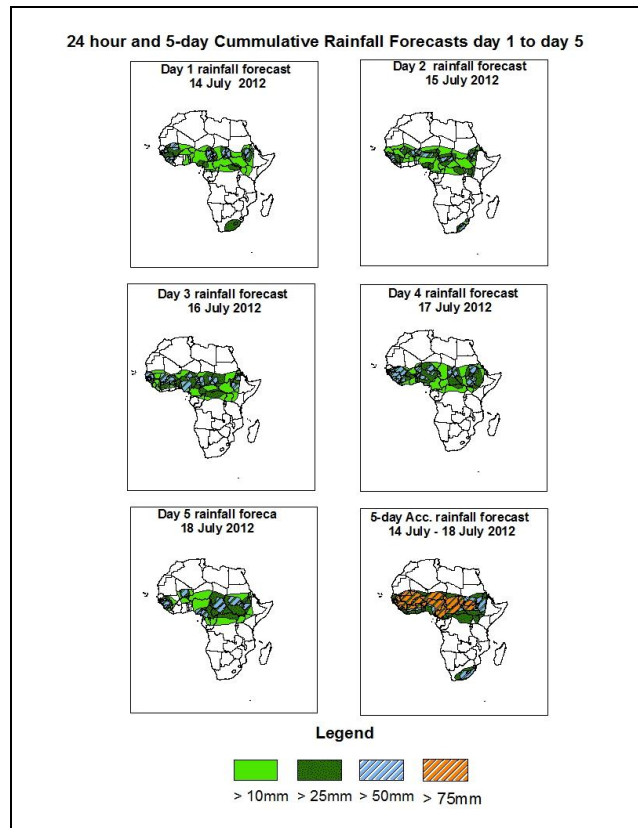 24 hour and 5-day Cummulative Rainfall Forecasts day 1 to day 5
Day 1 rainfall forecast
14 July 2012
Day 2 rainfall forecast
15 July 2012
Day 3 rainfall forecast
16 July 2012
Day 4 rainfall forecast
17 July 2012
Day 5 rainfall foreca
18 July 2012
5-day Acc. rainfall forecast
14 July - 18 July 2012
Legend
> 10mm > 25mm > 50mm > 75mm